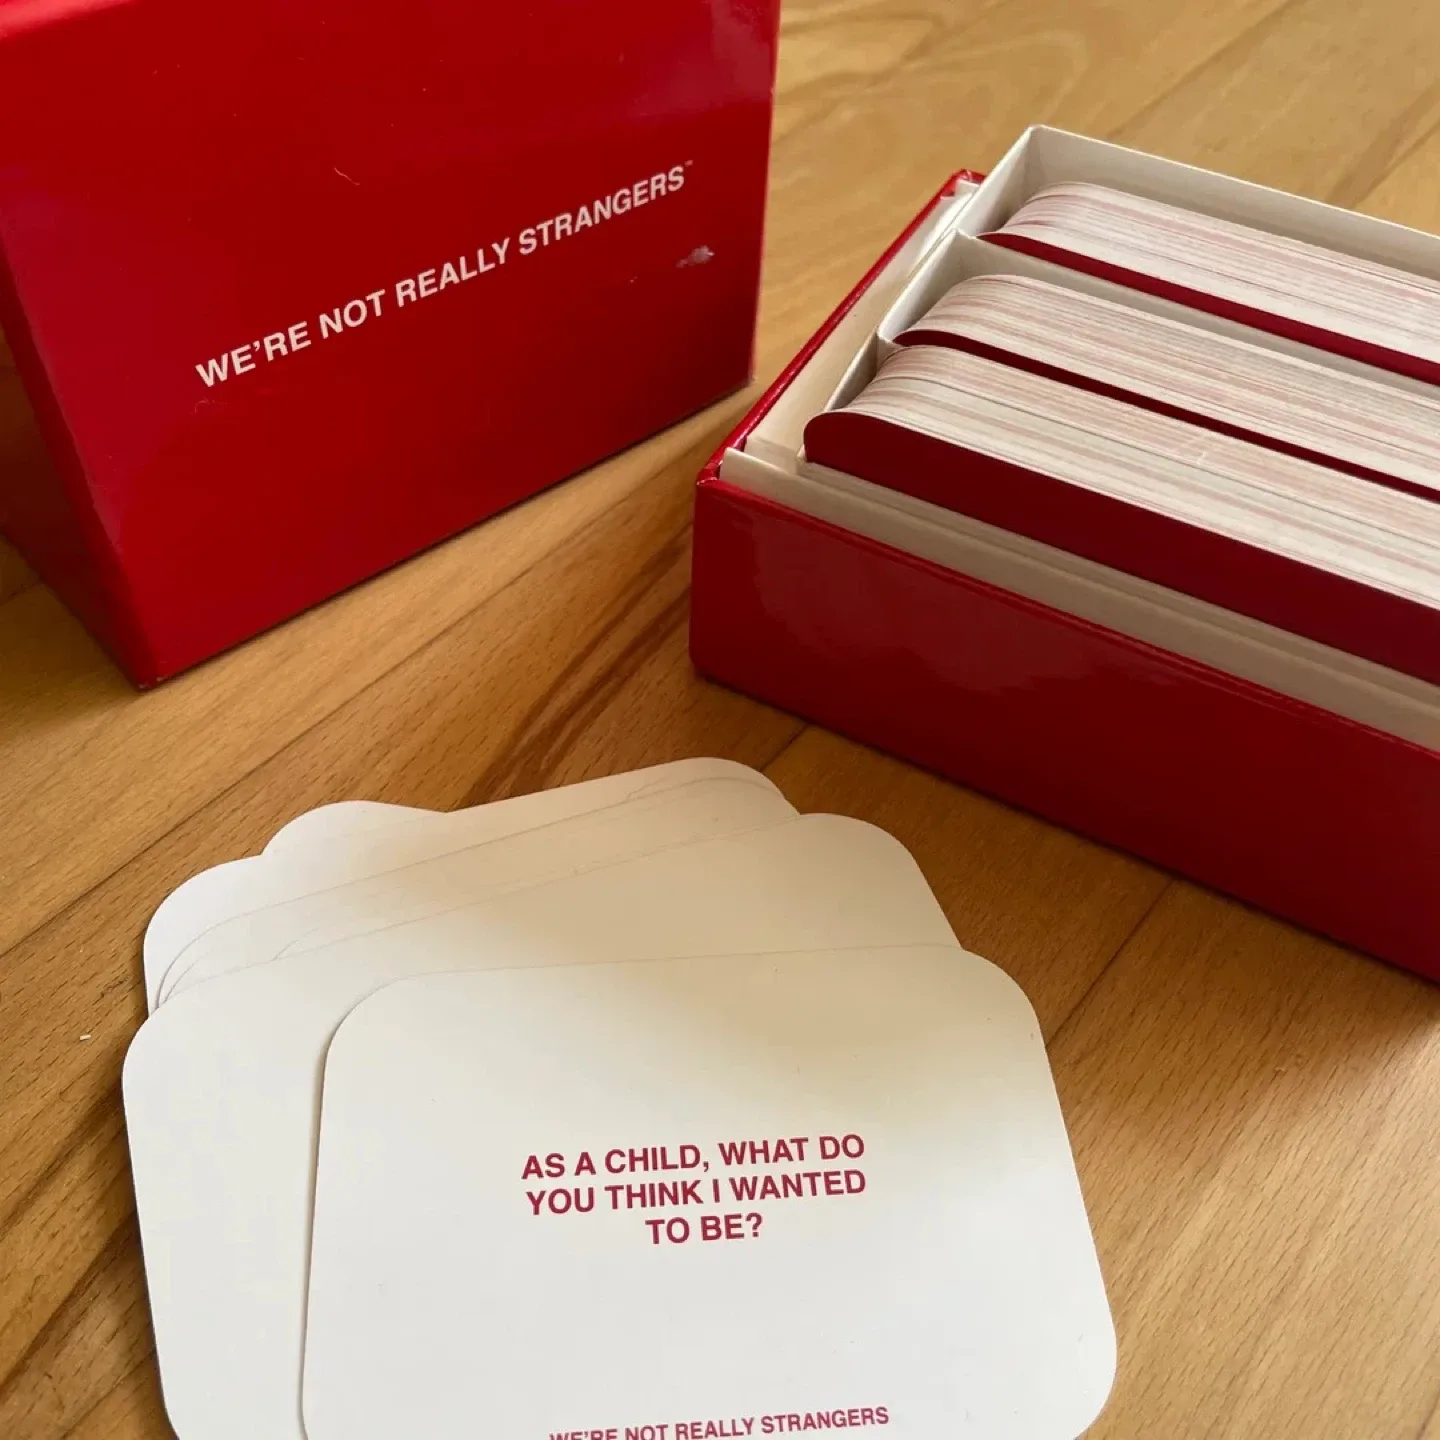 WE'RE NOT REALLY STRANGERS™
AS A CHILD, WHAT DO
YOU THINK I WANTED
TO BE?
WE'RE NOT REALLY STRANGERS